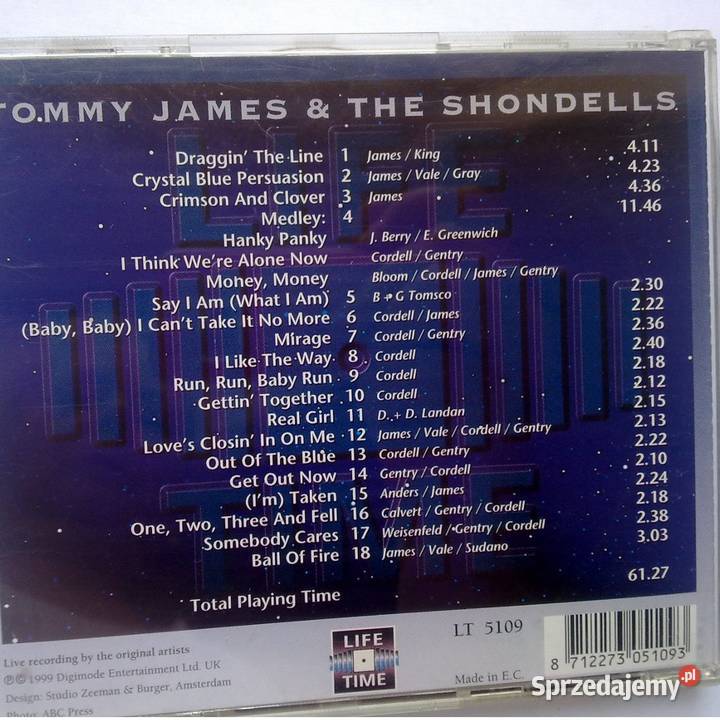 TOMMY JAMES & THE SHONDELLS
Draggin' The Line 1 James / King 4.11
Crystal Blue Persuasion 2 James / Vale / Gray 4.23
Crimson And Clover 3 James 4.36
Medley: 4 11.46
Hanky Panky J. Berry / E. Greenwich
I Think We're Alone Now Cordell / Gentry
Mohey, Money Bloom / Cordell / James / Gentry
Say I Am (What I Am) 5 B + G Tomsco 2.30
(Baby, Baby) I Can't Take It No More 6 Cordell / James 2.22
Mirage 7 Cordell / Gentry 2.36
I Like The Way 8 Cordell 2.40
Run, Run, Baby Run 9 Cordell 2.18
Gettin' Together 10 Cordell 2.12
Real Girl 11 D. + D. Landan 2.15
Love's Closin' In On Me 12 James / Vale / Cordell / Gentry 2.13
Out Of The Blue 13 Cordell / Gentry 2.22
Get Out Now 14 Gentry / Cordell 2.10
(I'm) Taken 15 Anders / James 2.24
One, Two, Three And Fell 16 Calvert / Gentry / Cordell 2.18
Somebody Cares 17 Weisenfeld / Gentry / Cordell 2.38
Ball Of Fire 18 James / Vale / Sudano 3.03
Total Playing Time 61.27
Live recording by the original artists
℗© 1999 Digimode Entertainment Ltd. UK
Design: Studio Zeeman & Burger, Amsterdam
Photo: ABC Press
LIFE
TIME
LT 5109
Made in E.C.
8 712273 051093
Sprzedajemy.pl
LIFE
TIME